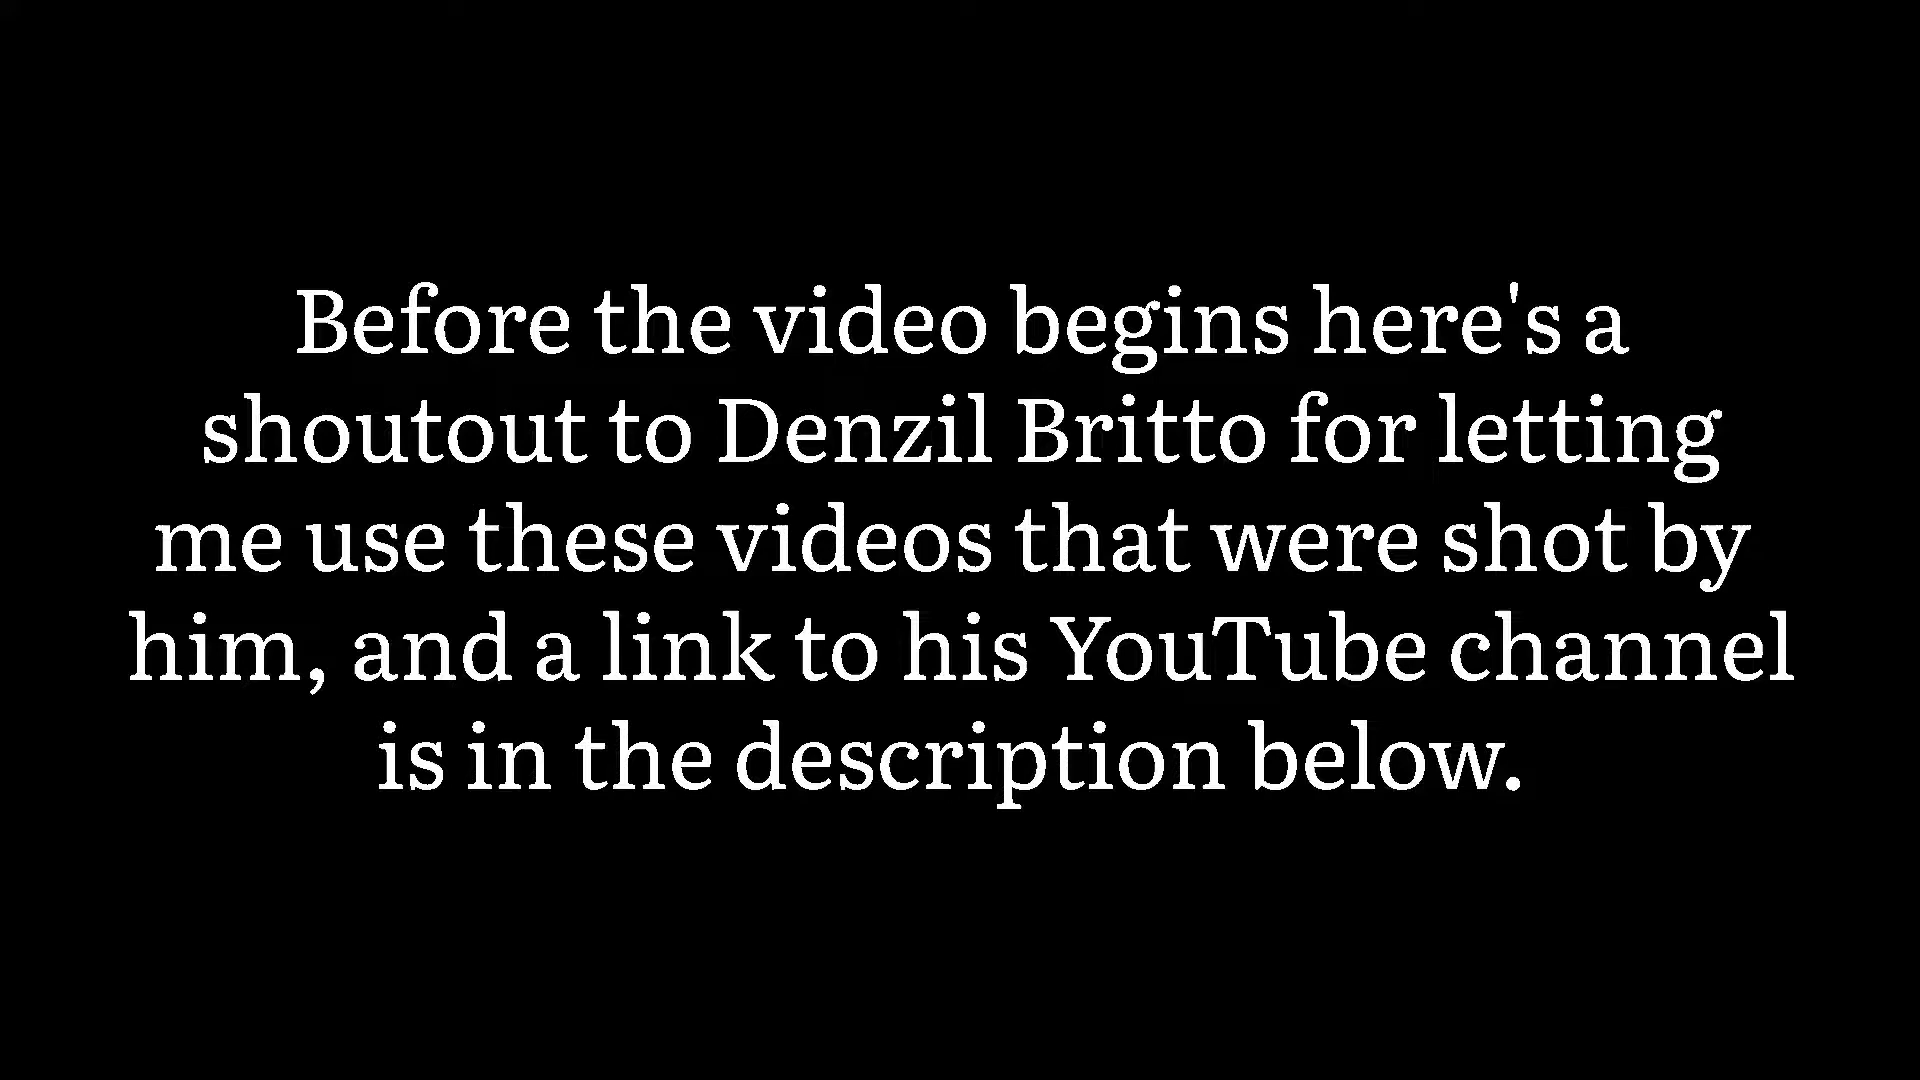 Before the video begins here's a
shoutout to Denzil Britto for letting
me use these videos that were shot by
him, and a link to his YouTube channel
is in the description below.